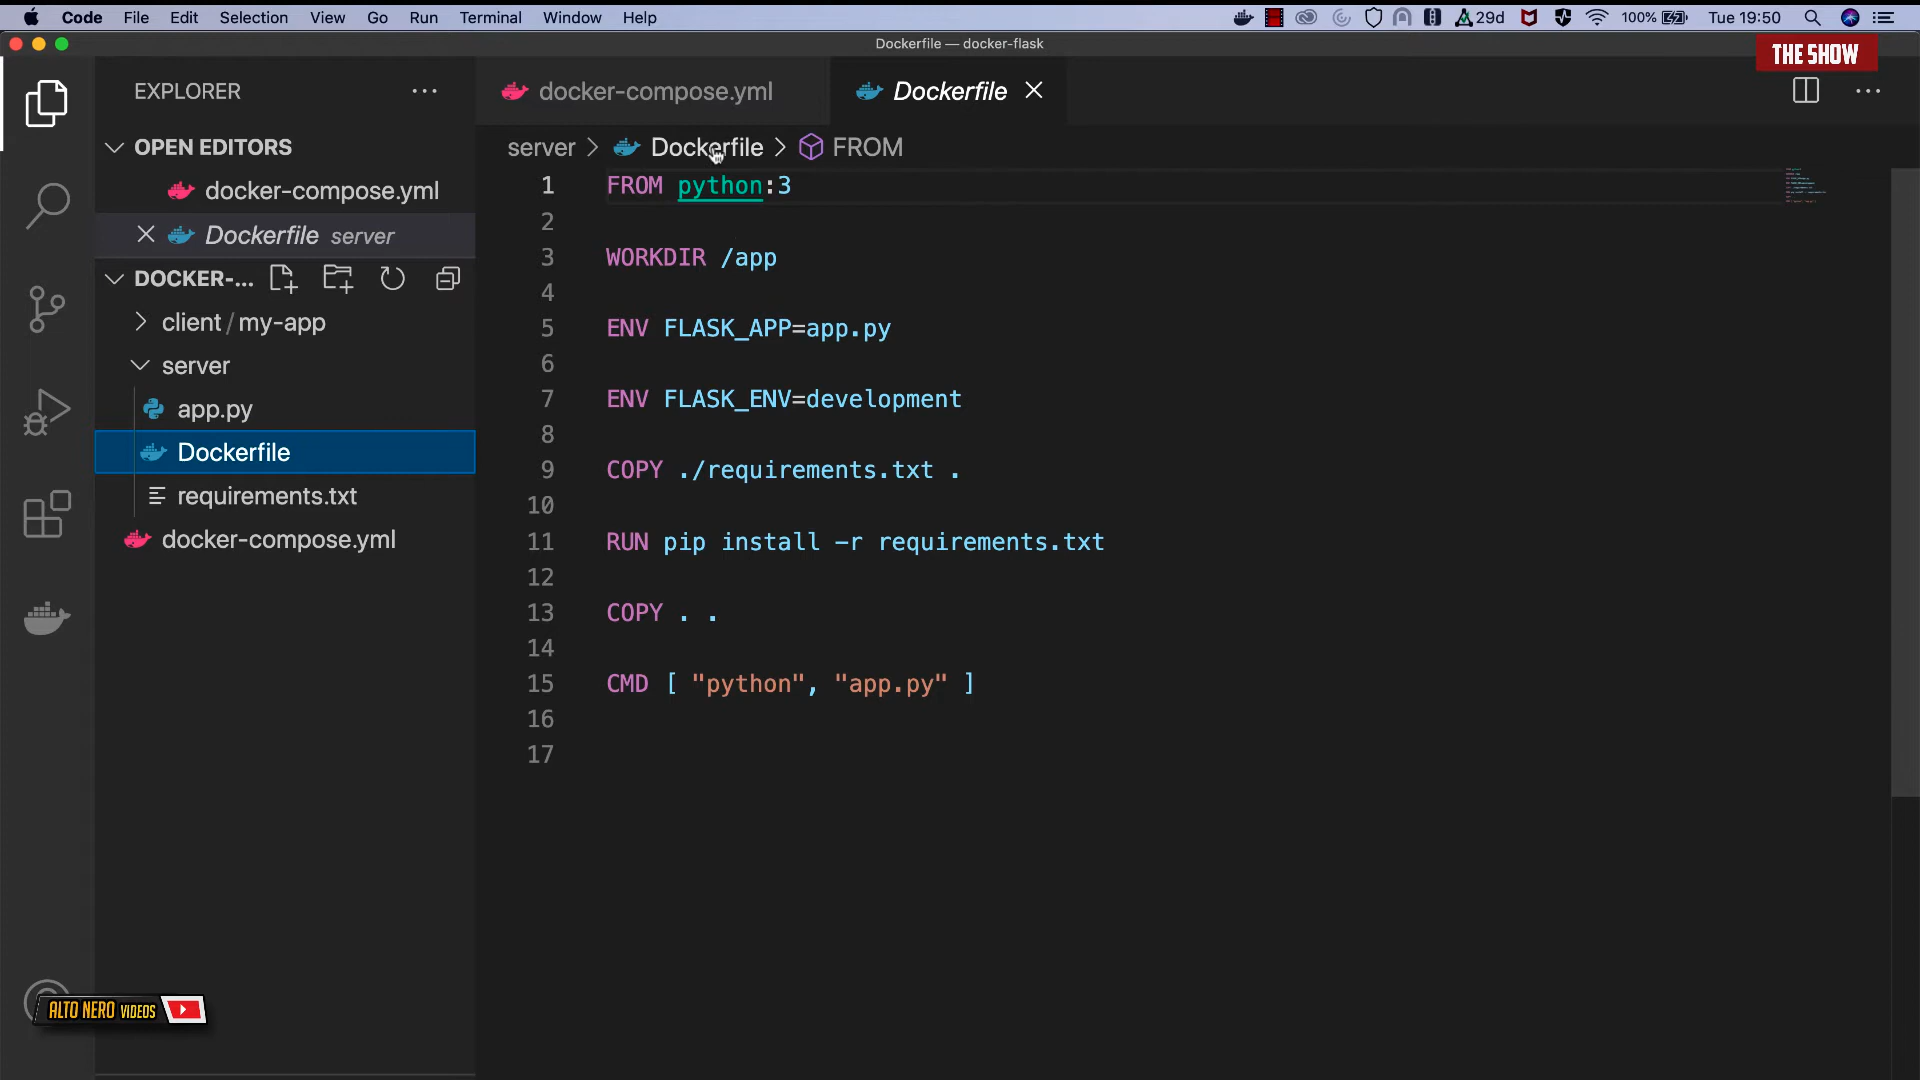 Code File Edit Selection View Go Run Terminal Window Help 29d 100% Tue 19:50
Dockerfile — docker-flask
THE SHOW
EXPLORER
docker-compose.yml
Dockerfile
OPEN EDITORS
docker-compose.yml
Dockerfile server
DOCKER-...
client / my-app
server
app.py
Dockerfile
requirements.txt
docker-compose.yml
server > Dockerfile > FROM
1 FROM python:3
2
3 WORKDIR /app
4
5 ENV FLASK_APP=app.py
6
7 ENV FLASK_ENV=development
8
9 COPY ./requirements.txt .
10
11 RUN pip install -r requirements.txt
12
13 COPY . .
14
15 CMD [ "python", "app.py" ]
16
17
ALTO NERO VIDEOS